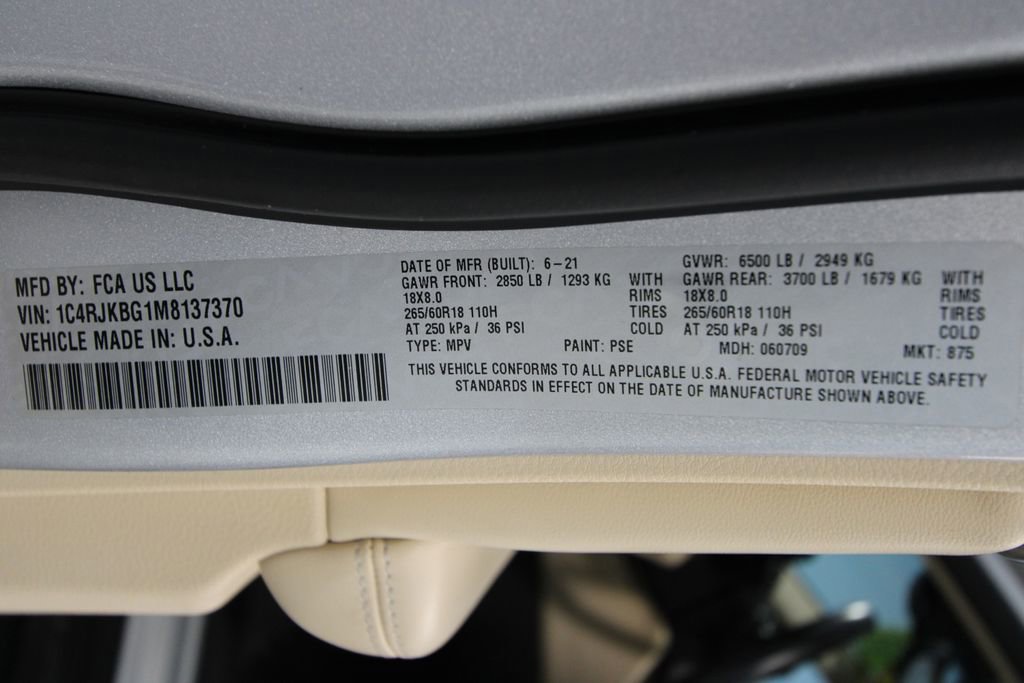 MFD BY: FCA US LLC
VIN: 1C4RJKBG1M8137370
VEHICLE MADE IN: U.S.A.
DATE OF MFR (BUILT): 6-21
GVWR: 6500 LB / 2949 KG
GAWR FRONT: 2850 LB / 1293 KG WITH
18X8.0 RIMS
265/60R18 110H TIRES
AT 250 kPa / 36 PSI COLD
GAWR REAR: 3700 LB / 1679 KG WITH
18X8.0 RIMS
265/60R18 110H TIRES
AT 250 kPa / 36 PSI COLD
TYPE: MPV PAINT: PSE MDH: 060709 MKT: 875
THIS VEHICLE CONFORMS TO ALL APPLICABLE U.S.A. FEDERAL MOTOR VEHICLE SAFETY
STANDARDS IN EFFECT ON THE DATE OF MANUFACTURE SHOWN ABOVE.